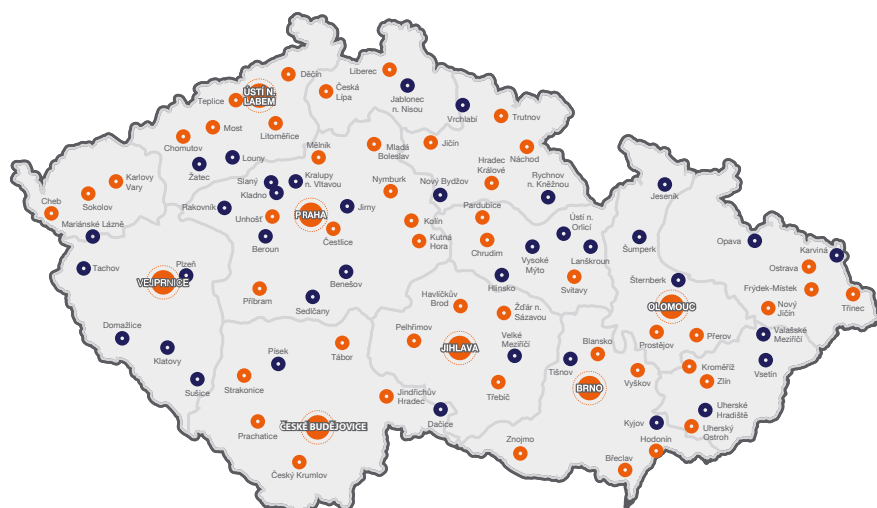 Děčín
Liberec
ÚSTÍ N.
LABEM
Česká
Lípa
Teplice
Jablonec
n. Nisou
Vrchlabí
Trutnov
Most
Litoměřice
Chomutov
Mělník
Mladá
Boleslav
Jičín
Náchod
Louny
Žatec
Hradec
Králové
Karlovy
Vary
Slaný
Kralupy
n. Vltavou
Nymburk
Nový Bydžov
Rychnov
n. Kněžnou
Jeseník
Kladno
Cheb
Sokolov
Rakovník
Unhošť
PRAHA
Jirny
Pardubice
Mariánské Lázně
Kolín
Ústí n.
Orlicí
Čestlice
Beroun
Kutná
Hora
Chrudim
Vysoké
Mýto
Lanškroun
Šumperk
Opava
Karviná
Tachov
Plzeň
Ostrava
VEJPRNICE
Benešov
Hlinsko
Svitavy
Šternberk
Frýdek-Místek
Příbram
Sedlčany
Havlíčkův
Brod
Žďár n.
Sázavou
OLOMOUC
Nový
Jičín
Třinec
Domažlice
Pelhřimov
Velké
Meziříčí
Blansko
Prostějov
Přerov
Valašské
Meziříčí
Klatovy
Písek
Tábor
JIHLAVA
Tišnov
Vsetín
Sušice
Strakonice
Třebíč
BRNO
Vyškov
Kroměříž
Zlín
Jindřichův
Hradec
Uherské
Hradiště
Prachatice
ČESKÉ BUDĚJOVICE
Dačice
Kyjov
Uherský
Ostroh
Znojmo
Hodonín
Břeclav
Český Krumlov